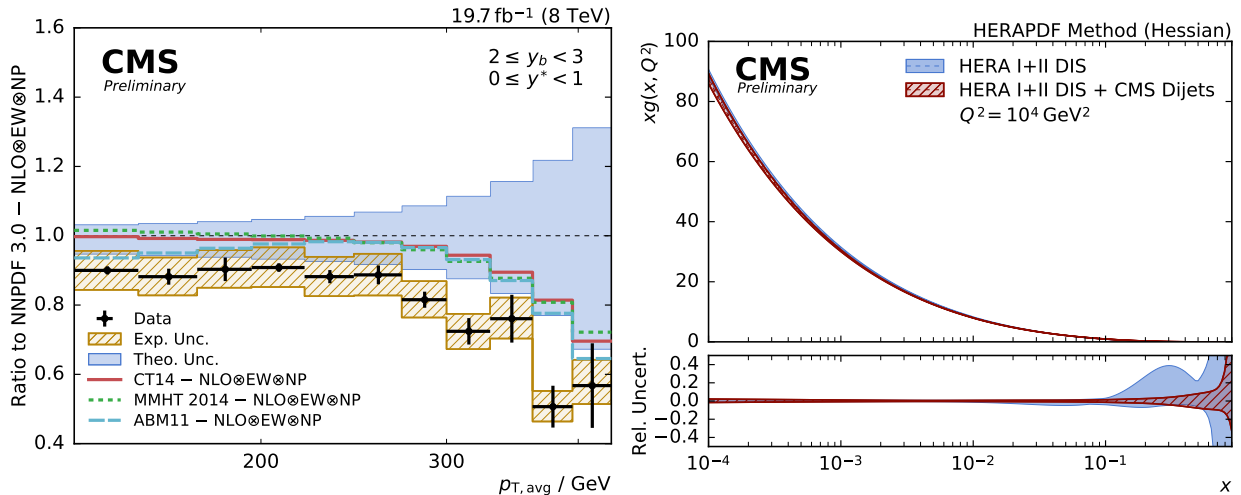 19.7 fb⁻¹ (8 TeV)
CMS
Preliminary
2 ≤ y_b < 3
0 ≤ y* < 1
Ratio to NNPDF 3.0 − NLO⊗EW⊗NP
1.6
1.4
1.2
1.0
0.8
0.6
0.4
Data
Exp. Unc.
Theo. Unc.
CT14 − NLO⊗EW⊗NP
MMHT 2014 − NLO⊗EW⊗NP
ABM11 − NLO⊗EW⊗NP
200
300
p_T, avg / GeV
HERAPDF Method (Hessian)
CMS
Preliminary
HERA I+II DIS
HERA I+II DIS + CMS Dijets
Q² = 10⁴ GeV²
xg(x, Q²)
100
80
60
40
20
0
Rel. Uncert.
0.4
0.2
0.0
−0.2
−0.4
10⁻⁴
10⁻³
10⁻²
10⁻¹
x